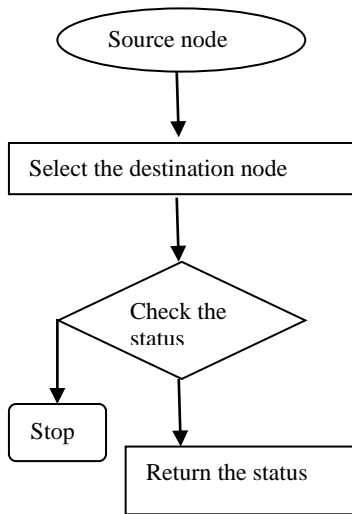 Source node
Select the destination node
Check the
status
Stop
Return the status